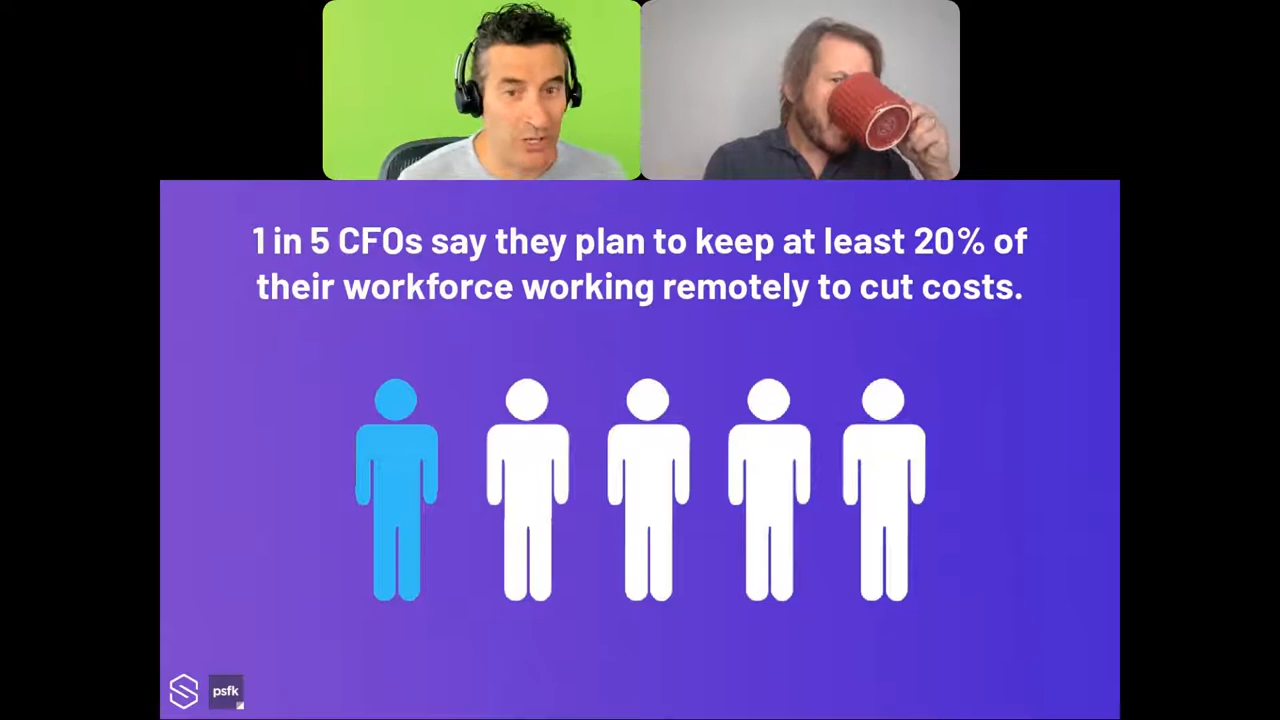 1 in 5 CFOs say they plan to keep at least 20% of
their workforce working remotely to cut costs.
psfk